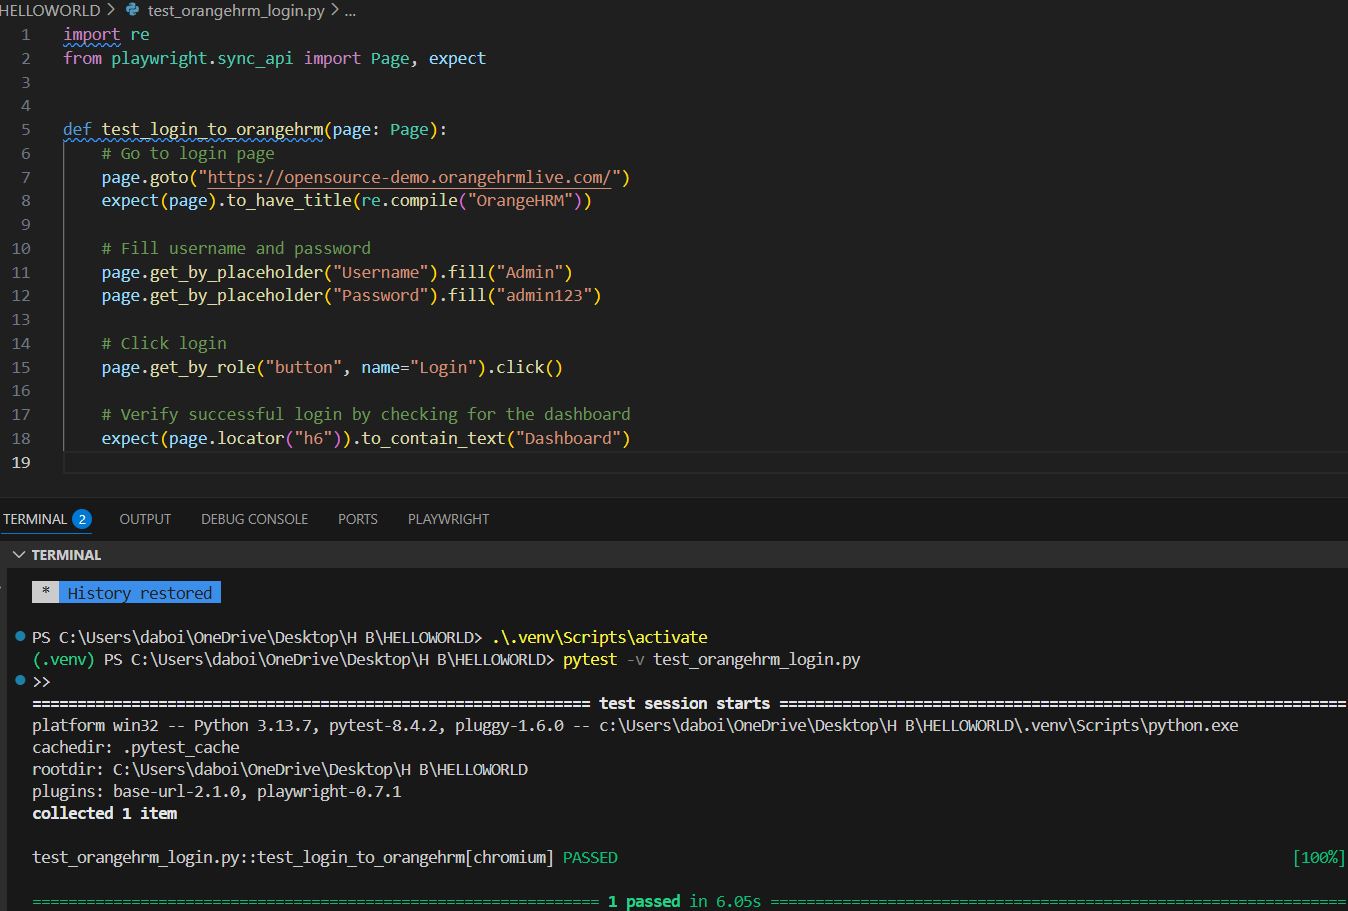 HELLOWORLD > test_orangehrm_login.py > ...
1 import re
2 from playwright.sync_api import Page, expect
3
4
5 def test_login_to_orangehrm(page: Page):
6     # Go to login page
7     page.goto("https://opensource-demo.orangehrmlive.com/")
8     expect(page).to_have_title(re.compile("OrangeHRM"))
9
10     # Fill username and password
11     page.get_by_placeholder("Username").fill("Admin")
12     page.get_by_placeholder("Password").fill("admin123")
13
14     # Click login
15     page.get_by_role("button", name="Login").click()
16
17     # Verify successful login by checking for the dashboard
18     expect(page.locator("h6")).to_contain_text("Dashboard")
19
TERMINAL 2 OUTPUT DEBUG CONSOLE PORTS PLAYWRIGHT
TERMINAL
* History restored
PS C:\Users\daboi\OneDrive\Desktop\H B\HELLOWORLD> .\.venv\Scripts\activate
(.venv) PS C:\Users\daboi\OneDrive\Desktop\H B\HELLOWORLD> pytest -v test_orangehrm_login.py
>>
============================================================== test session starts ===============================================================
platform win32 -- Python 3.13.7, pytest-8.4.2, pluggy-1.6.0 -- c:\Users\daboi\OneDrive\Desktop\H B\HELLOWORLD\.venv\Scripts\python.exe
cachedir: .pytest_cache
rootdir: C:\Users\daboi\OneDrive\Desktop\H B\HELLOWORLD
plugins: base-url-2.1.0, playwright-0.7.1
collected 1 item
test_orangehrm_login.py::test_login_to_orangehrm[chromium] PASSED [100%]
=============================================================== 1 passed in 6.05s ================================================================